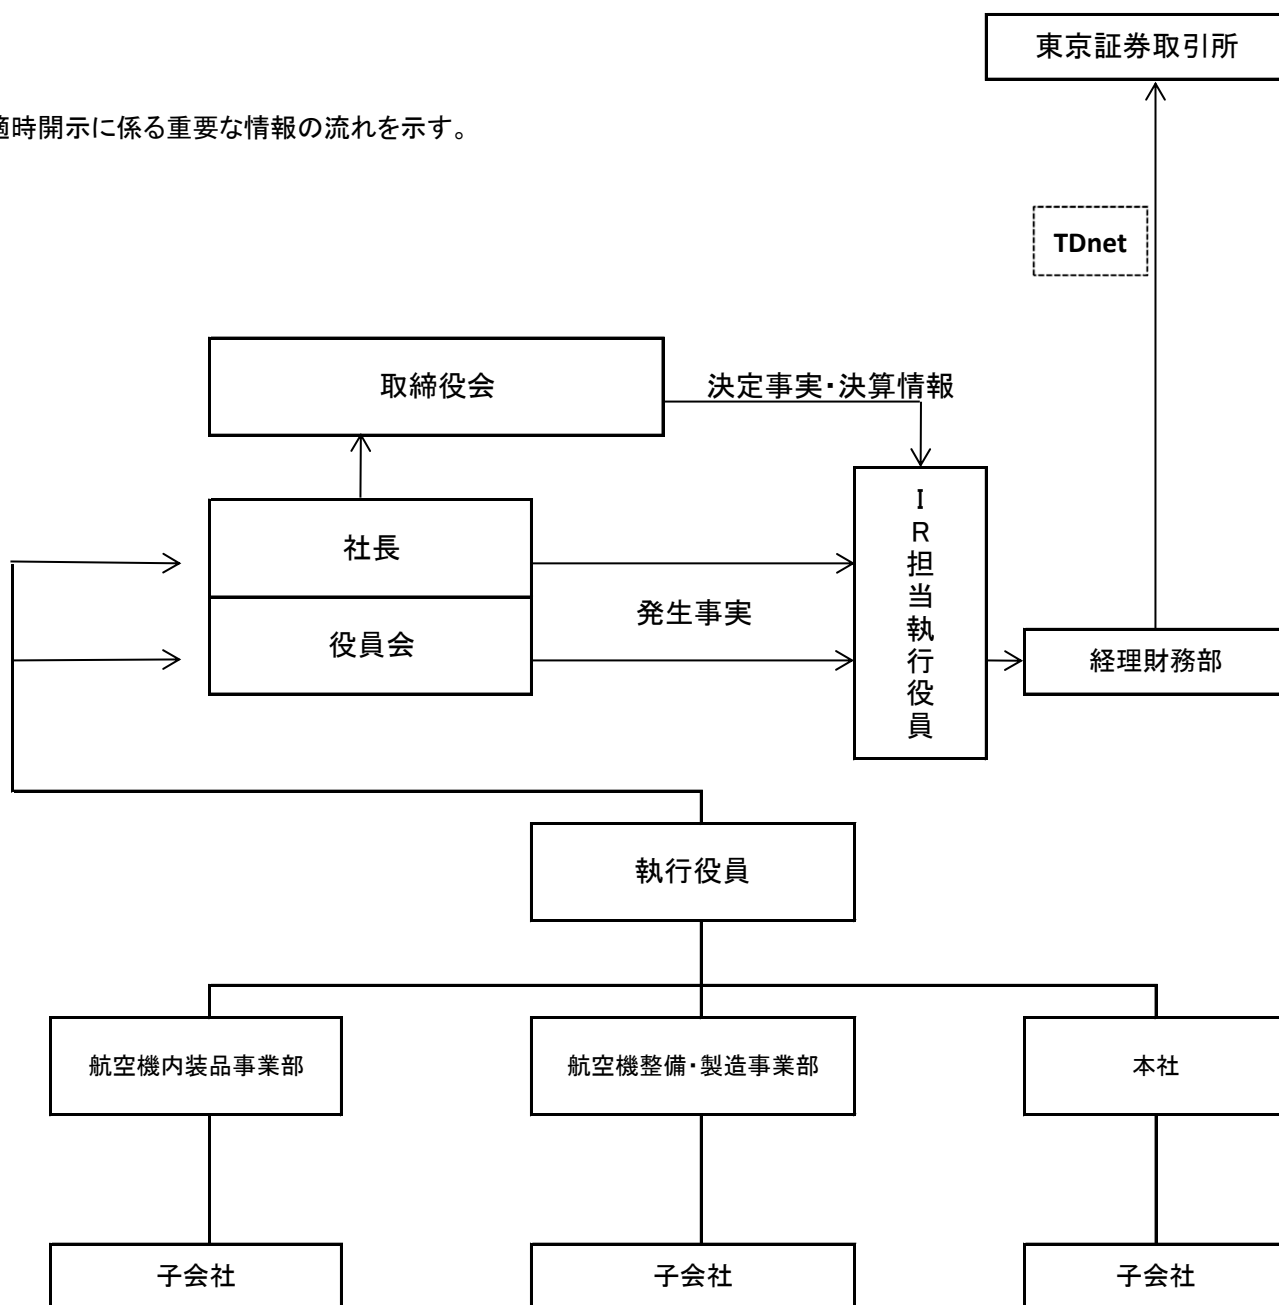 東京証券取引所
適時開示に係る重要な情報の流れを示す。
TDnet
取締役会
決定事実・決算情報
社長
役員会
発生事実
IR担当執行役員
経理財務部
執行役員
航空機内装品事業部
航空機整備・製造事業部
本社
子会社
子会社
子会社